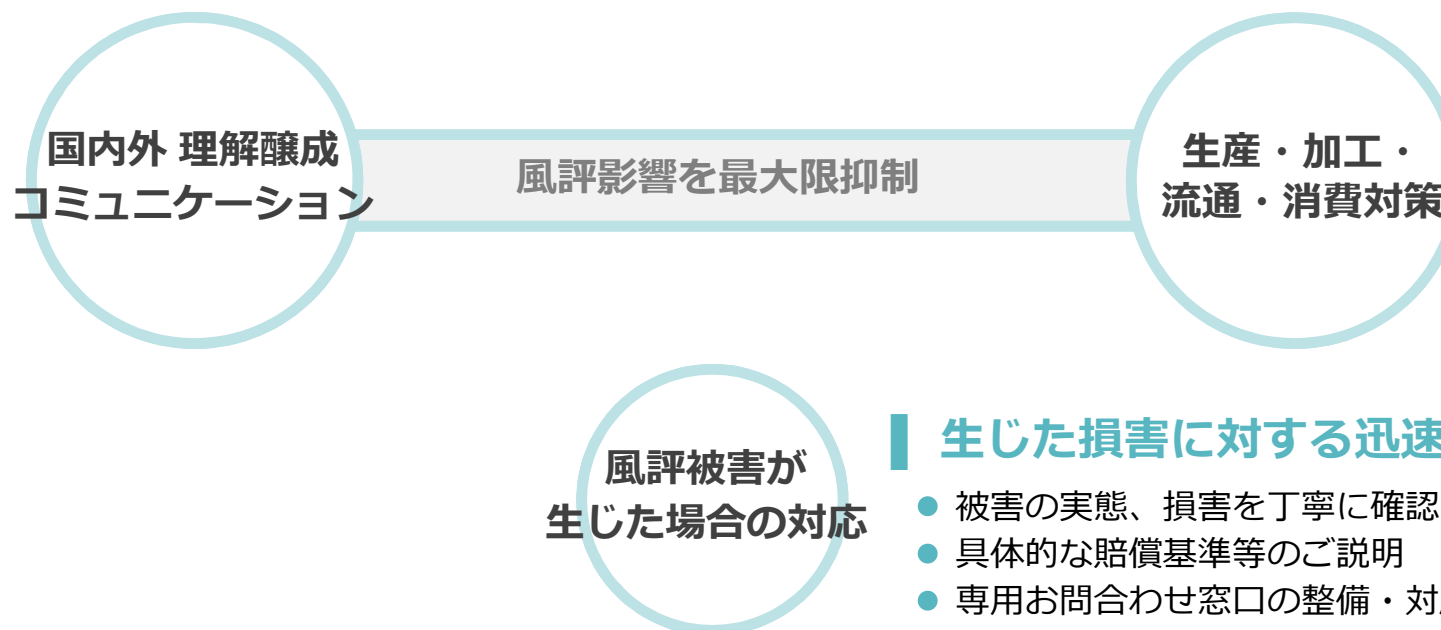 国内外 理解醸成
コミュニケーション
風評影響を最大限抑制
生産・加工・
流通・消費対策
風評被害が
生じた場合の対応
生じた損害に対する迅速
● 被害の実態、損害を丁寧に確認
● 具体的な賠償基準等のご説明
● 専用お問合わせ窓口の整備・対